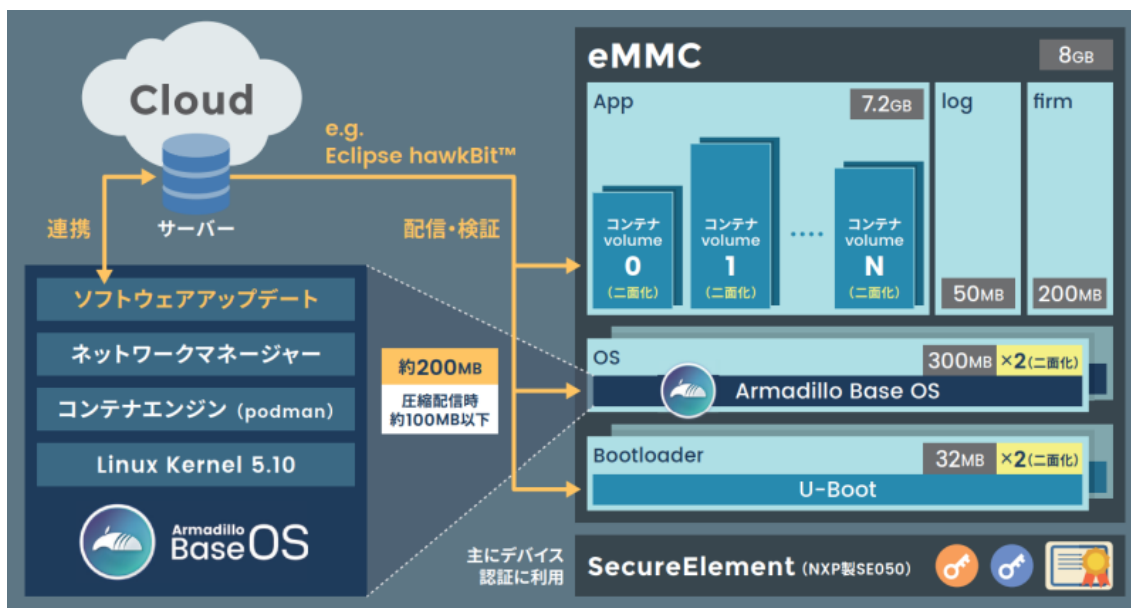 Cloud
サーバー
e.g.
Eclipse hawkBit™
連携
配信・検証
ソフトウェアアップデート
ネットワークマネージャー
コンテナエンジン（podman）
Linux Kernel 5.10
Armadillo
Base OS
約200MB
圧縮配信時
約100MB以下
eMMC
8GB
App
7.2GB
コンテナ
volume
0
（二面化）
コンテナ
volume
1
（二面化）
....
コンテナ
volume
N
（二面化）
log
50MB
firm
200MB
OS
300MB ×2（二面化）
Armadillo Base OS
Bootloader
32MB ×2（二面化）
U-Boot
主にデバイス
認証に利用
SecureElement（NXP製SE050）